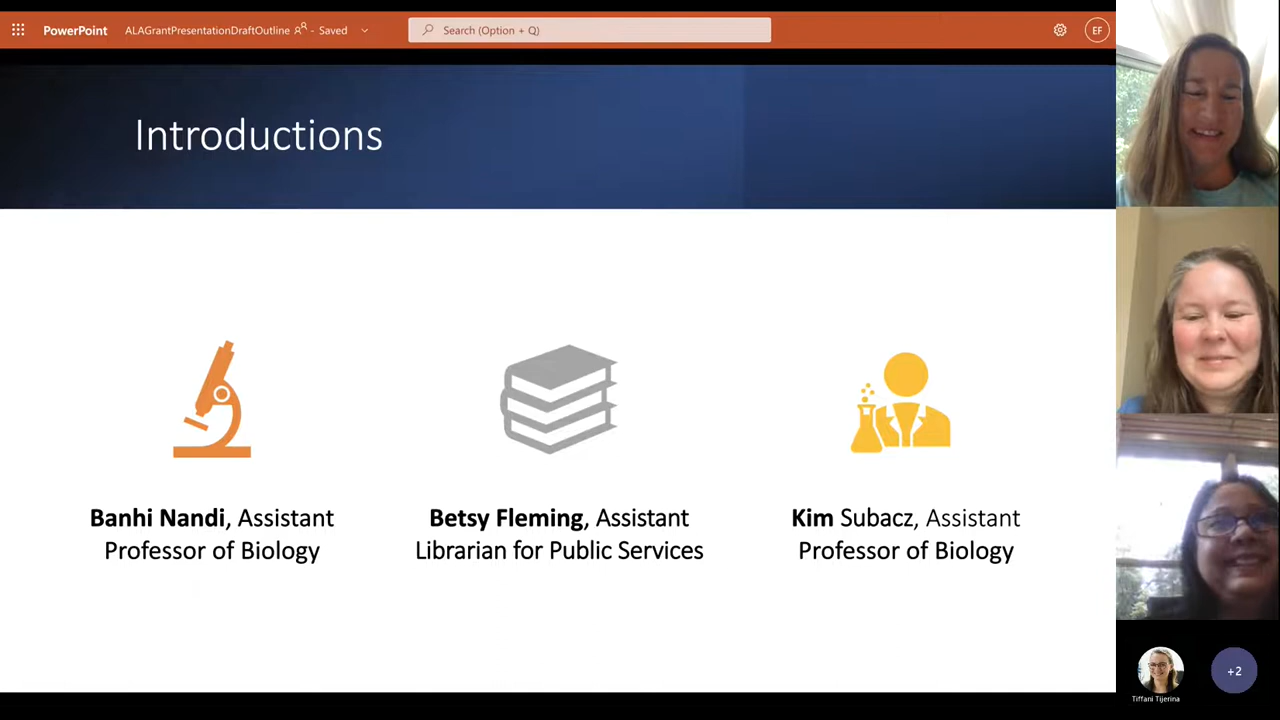 PowerPoint
ALAGrantPresentationDraftOutline - Saved
Search (Option + Q)
EF
Introductions
Banhi Nandi, Assistant
Professor of Biology
Betsy Fleming, Assistant
Librarian for Public Services
Kim Subacz, Assistant
Professor of Biology
Tiffani Tijerina
+2